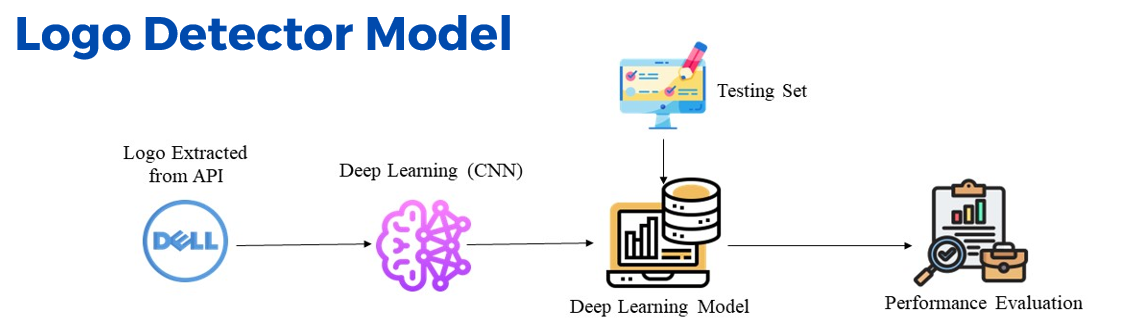 Logo Detector Model
Testing Set
Logo Extracted
from API
Deep Learning (CNN)
DELL
Deep Learning Model
Performance Evaluation